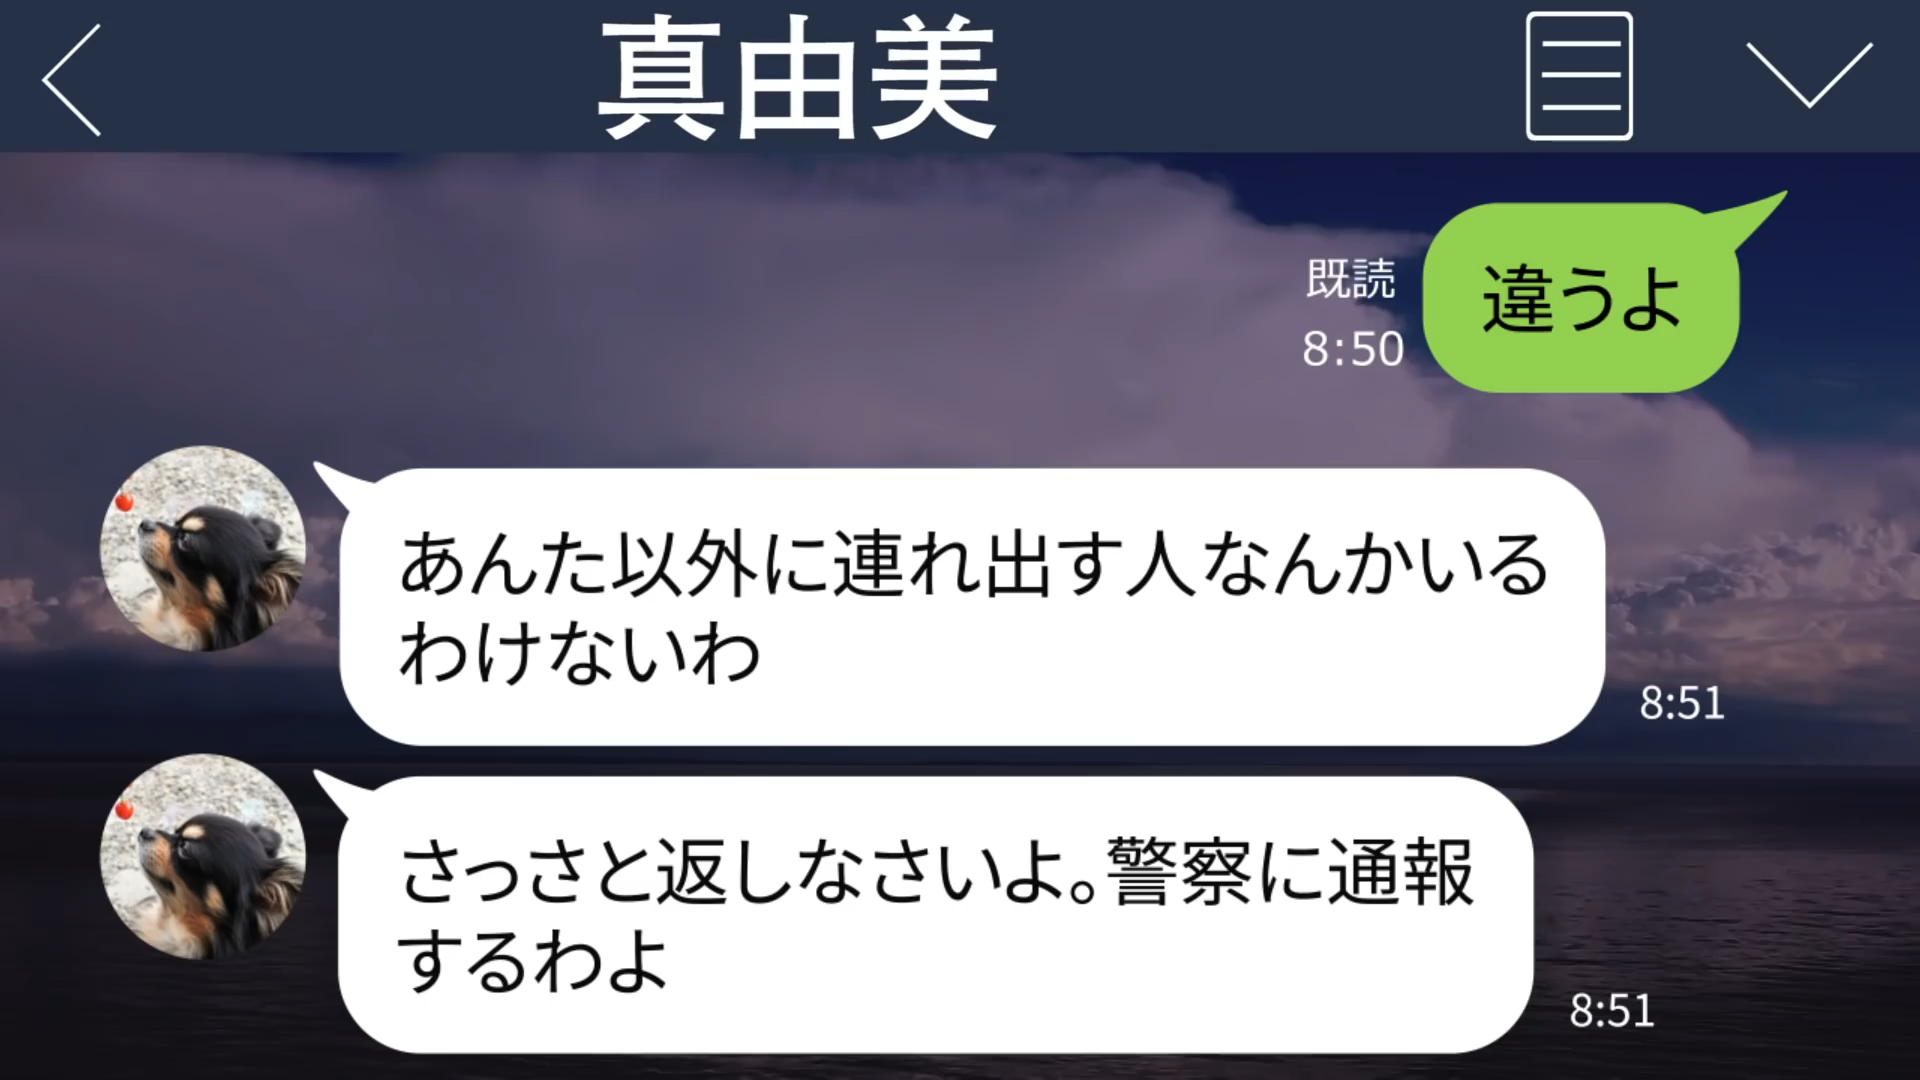 真由美
違うよ
既読
8:50
あんた以外に連れ出す人なんかいる
わけないわ
8:51
さっさと返しなさいよ。警察に通報
するわよ
8:51